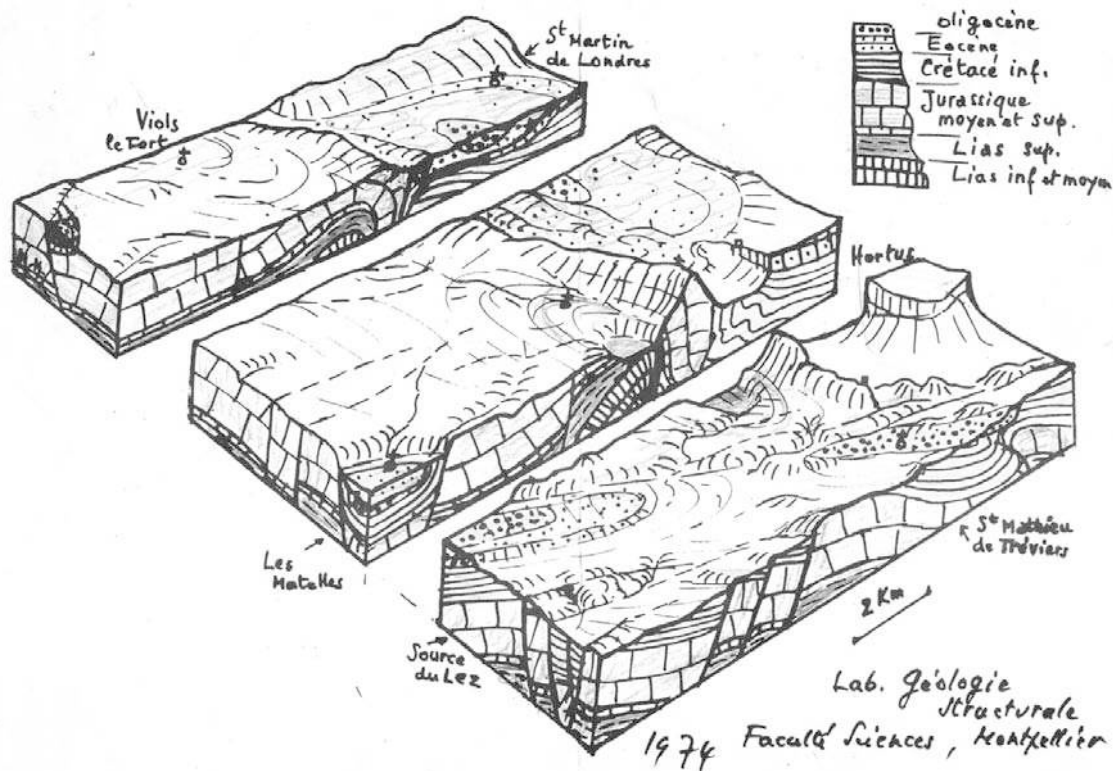 St Martin
de Londres
Viols
le Fort
oligocène
Eocène
Crétacé inf.
Jurassique
moyen et sup.
Lias sup.
Lias inf et moyen
Hortus
Les
Matelles
Source
du Lez
St Mathieu
de Tréviers
2 Km
Lab. Géologie
Structurale
1974 Faculté Sciences, Montpellier